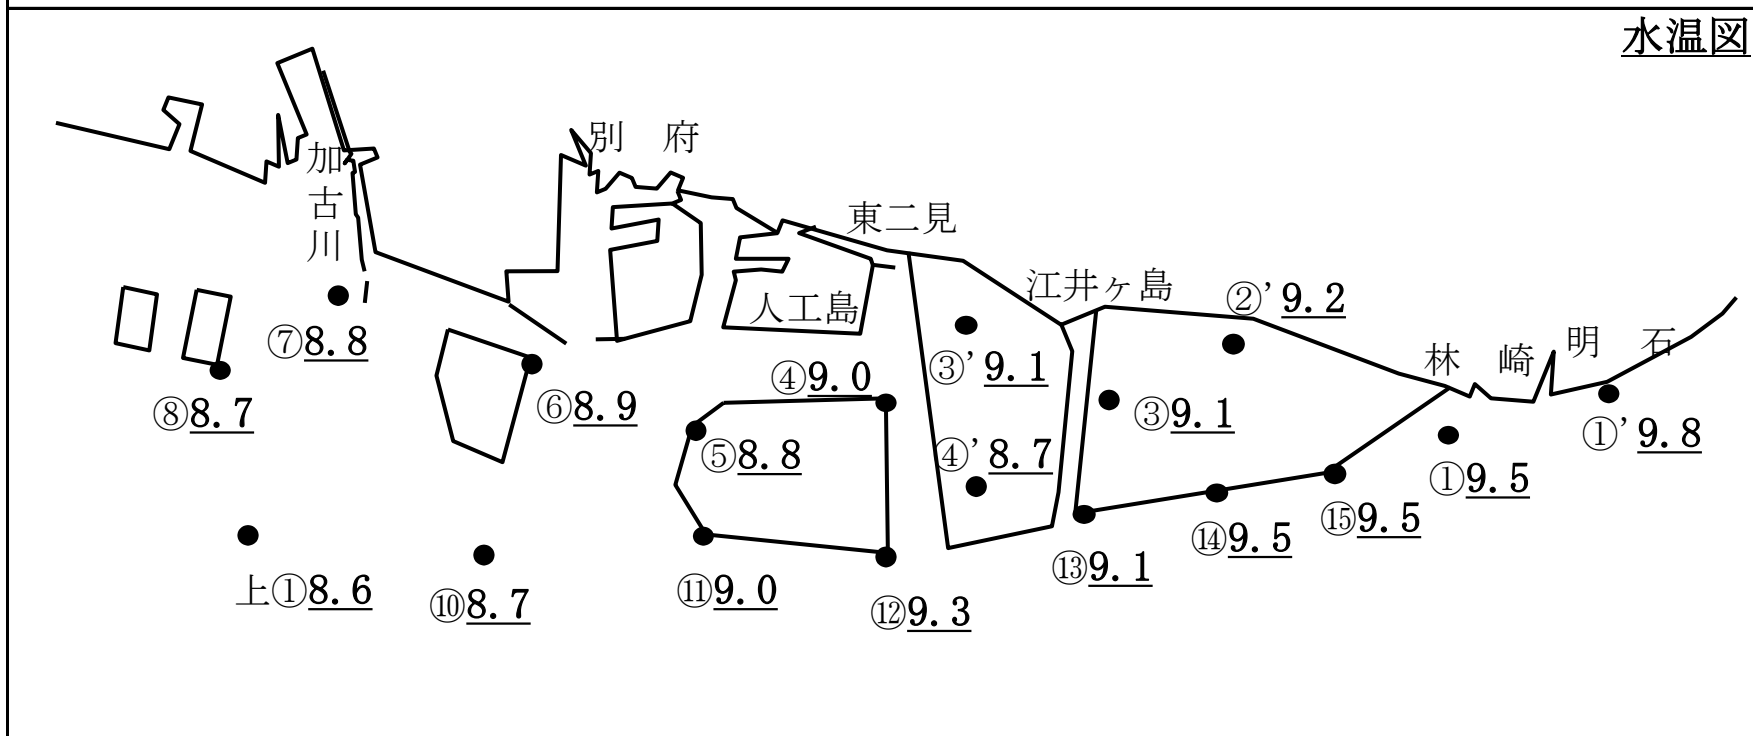 水温図
別 府
加古川
東二見
江井ヶ島
②' 9.2
人工島
⑦8.8
林 崎 明 石
③' 9.1
④9.0
⑧8.7
⑥8.9
③9.1
①' 9.8
⑤8.8
④' 8.7
①9.5
⑮9.5
⑭9.5
⑬9.1
上①8.6
⑩8.7
⑪9.0
⑫9.3